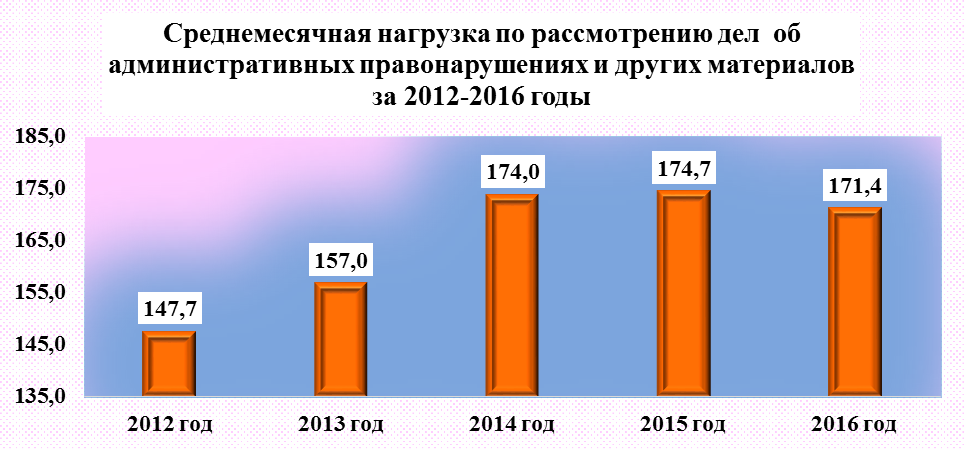 Среднемесячная нагрузка по рассмотрению дел об
административных правонарушениях и других материалов
за 2012-2016 годы
185,0
175,0
165,0
155,0
145,0
135,0
147,7
157,0
174,0
174,7
171,4
2012 год
2013 год
2014 год
2015 год
2016 год